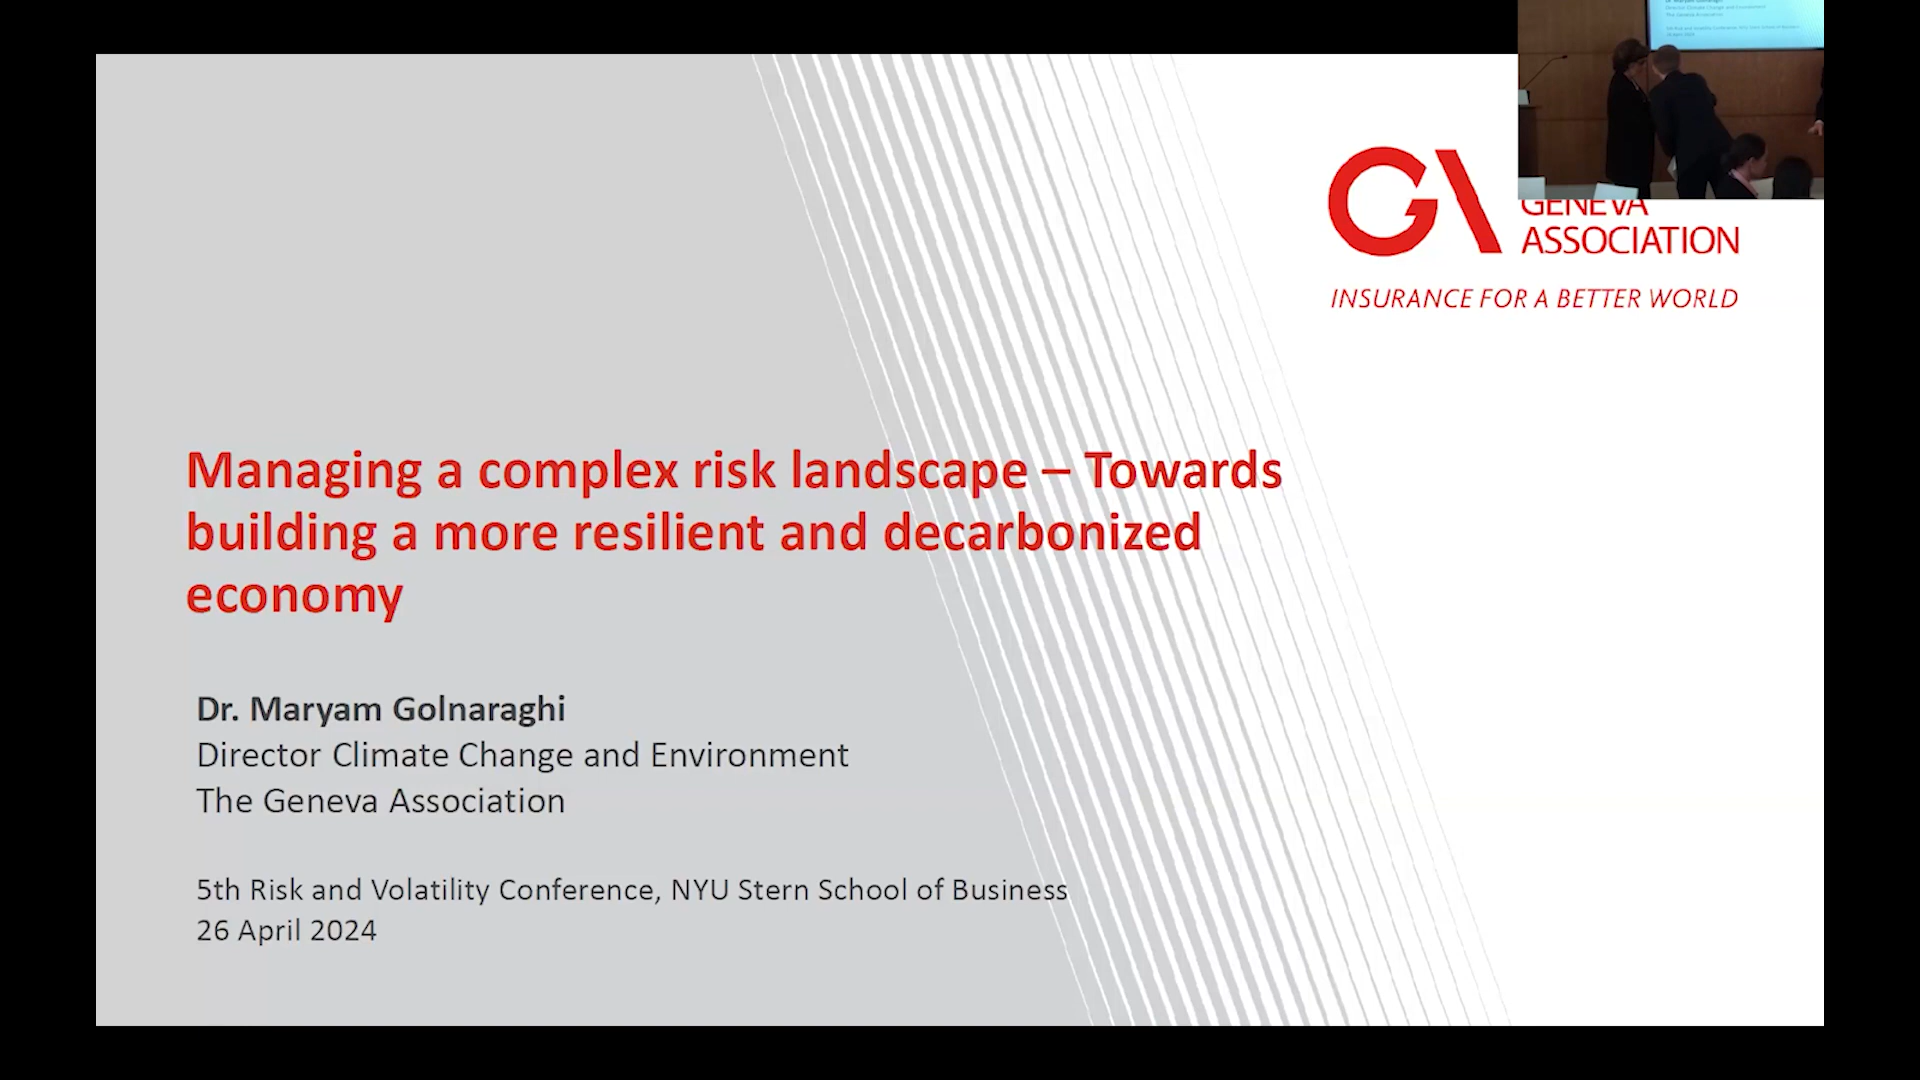 GA
GENEVA
ASSOCIATION
INSURANCE FOR A BETTER WORLD
Managing a complex risk landscape – Towards
building a more resilient and decarbonized
economy
Dr. Maryam Golnaraghi
Director Climate Change and Environment
The Geneva Association
5th Risk and Volatility Conference, NYU Stern School of Business
26 April 2024